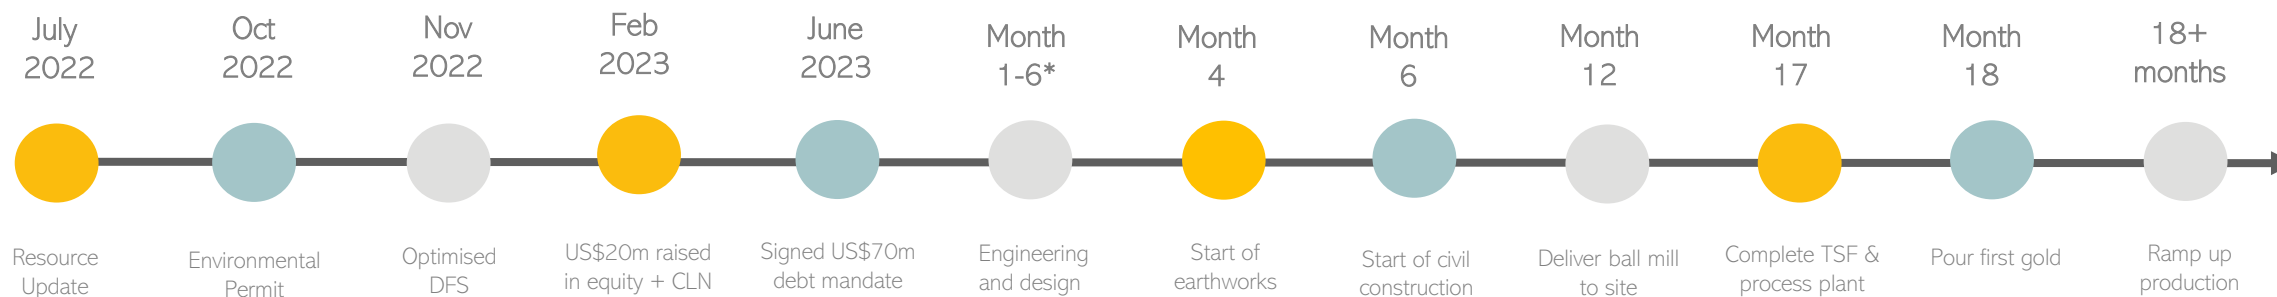 July
2022
Oct
2022
Nov
2022
Feb
2023
June
2023
Month
1-6*
Month
4
Month
6
Month
12
Month
17
Month
18
18+
months
Resource
Update
Environmental
Permit
Optimised
DFS
US$20m raised
in equity + CLN
Signed US$70m
debt mandate
Engineering
and design
Start of
earthworks
Start of civil
construction
Deliver ball mill
to site
Complete TSF &
process plant
Pour first gold
Ramp up
production